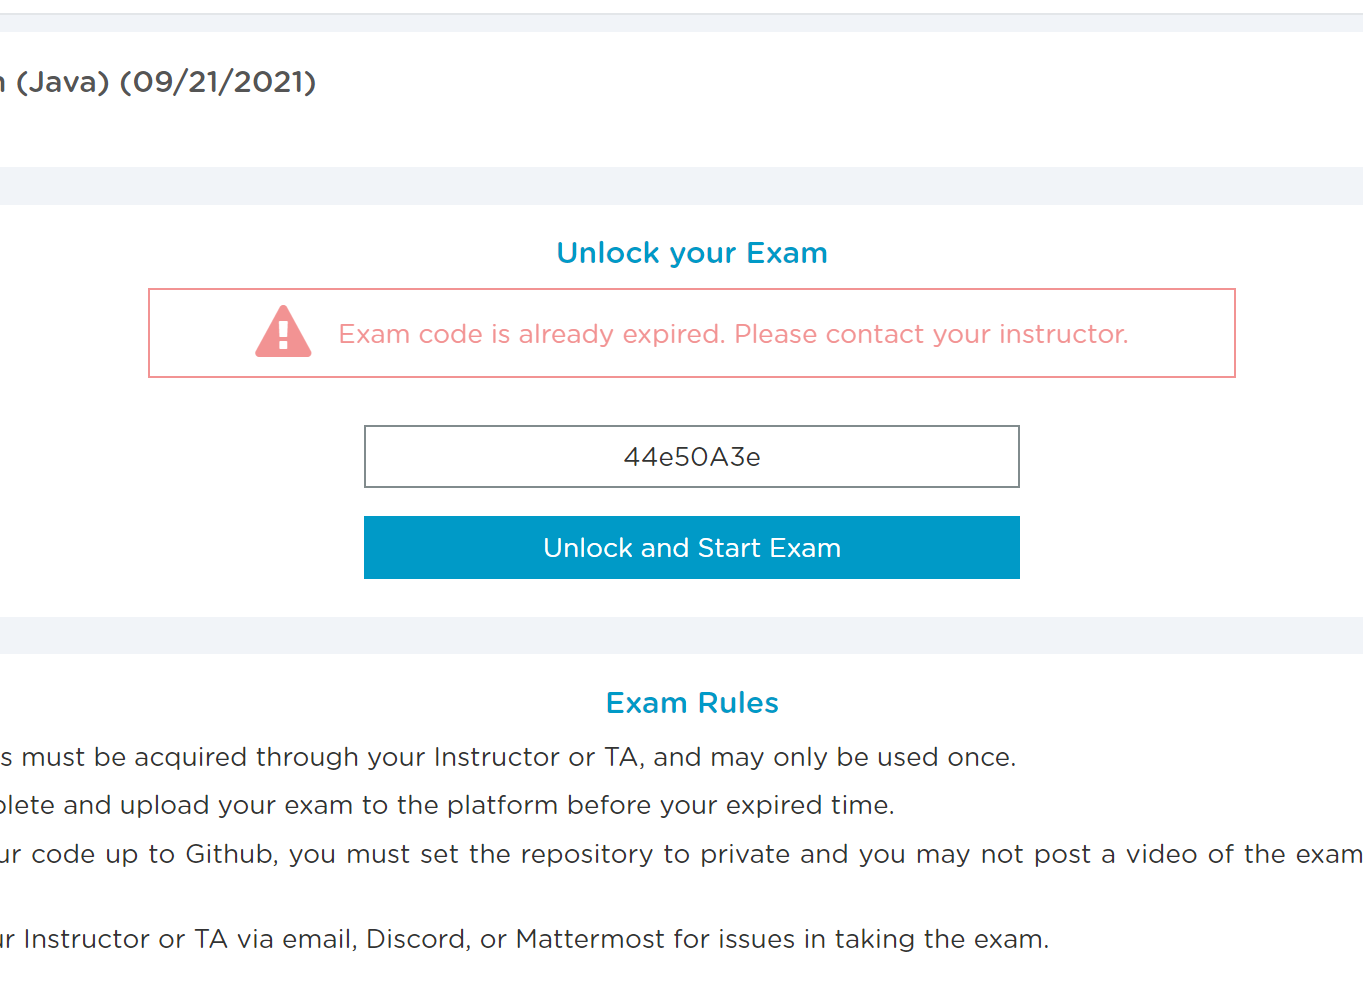 (Java) (09/21/2021)
Unlock your Exam
Exam code is already expired. Please contact your instructor.
44e50A3e
Unlock and Start Exam
Exam Rules
must be acquired through your Instructor or TA, and may only be used once.
and upload your exam to the platform before your expired time.
code up to Github, you must set the repository to private and you may not post a video of the exam
Instructor or TA via email, Discord, or Mattermost for issues in taking the exam.